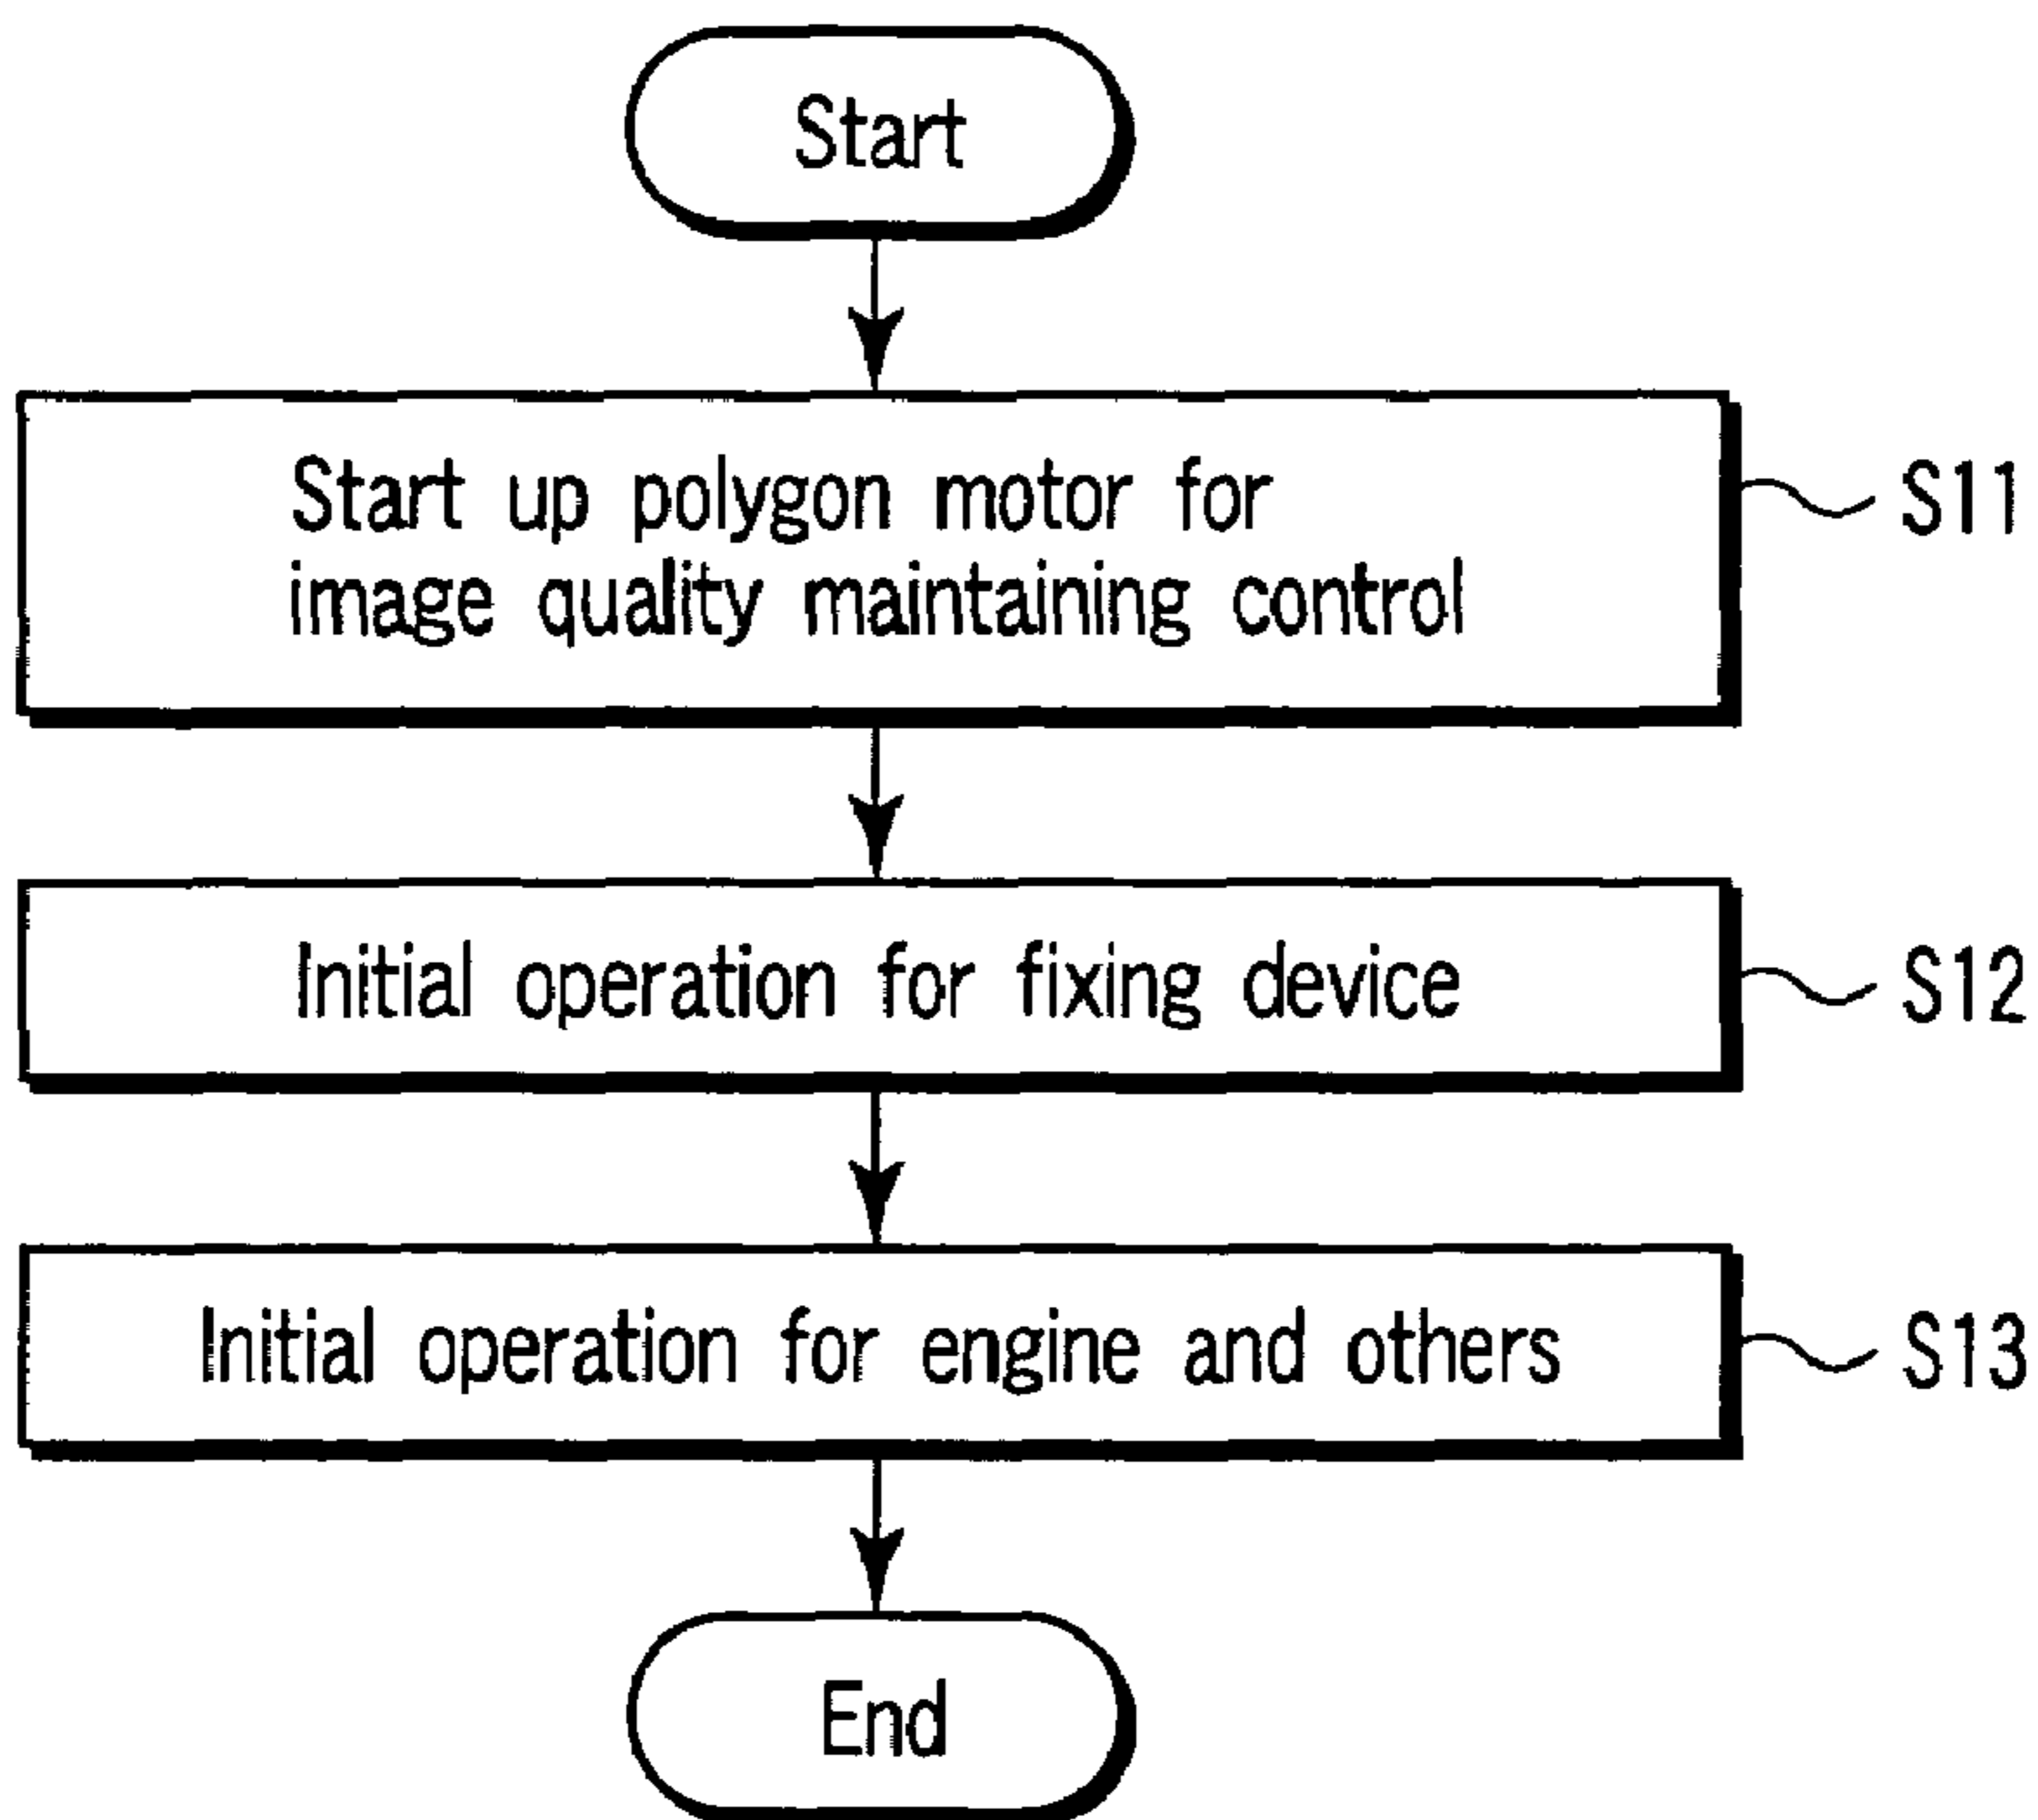 Start
Start up polygon motor for
image quality maintaining control
S11
Initial operation for fixing device
S12
Initial operation for engine and others
S13
End